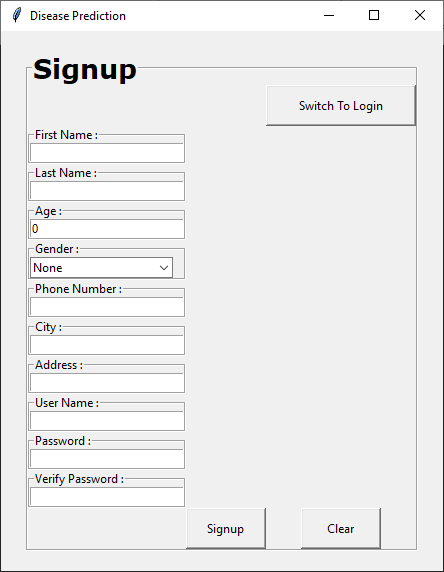 Disease Prediction
Signup
Switch To Login
First Name :
Last Name :
Age :
0
Gender :
None
Phone Number :
City :
Address :
User Name :
Password :
Verify Password :
Signup
Clear